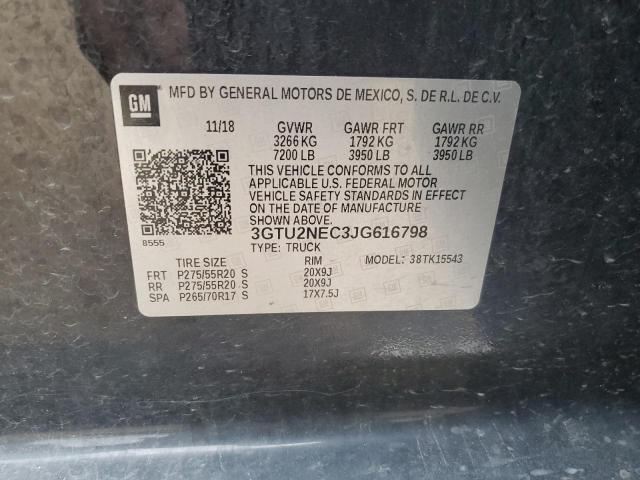 GM
MFD BY GENERAL MOTORS DE MEXICO, S. DE R.L. DE C.V.
11/18 GVWR GAWR FRT GAWR RR
3266 KG 1792 KG 1792 KG
7200 LB 3950 LB 3950 LB
THIS VEHICLE CONFORMS TO ALL
APPLICABLE U.S. FEDERAL MOTOR
VEHICLE SAFETY STANDARDS IN EFFECT
ON THE DATE OF MANUFACTURE
SHOWN ABOVE.
3GTU2NEC3JG616798
8555 TYPE: TRUCK
TIRE SIZE RIM MODEL: 38TK15543
FRT P275/55R20 S 20X9J
RR P275/55R20 S 20X9J
SPA P265/70R17 S 17X7.5J